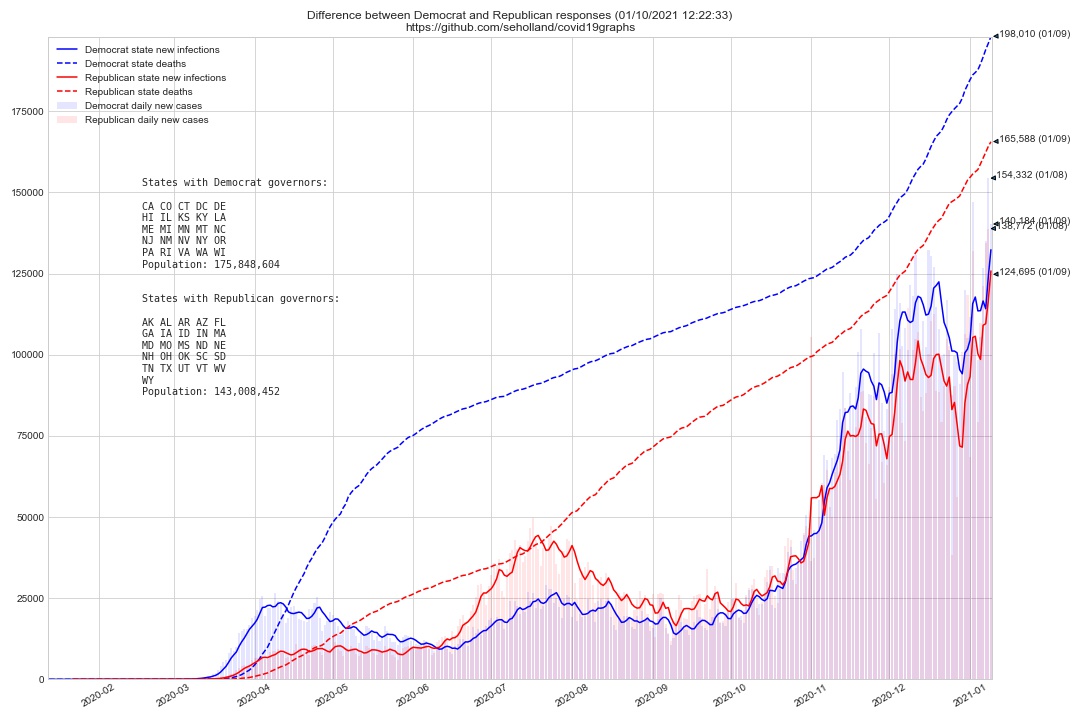 Difference between Democrat and Republican responses (01/10/2021 12:22:33)
https://github.com/seholland/covid19graphs
Democrat state new infections
Democrat state deaths
Republican state new infections
Republican state deaths
Democrat daily new cases
Republican daily new cases
States with Democrat governors:
CA CO CT DC DE
HI IL KS KY LA
ME MI MN MT NC
NJ NM NV NY OR
PA RI VA WA WI
Population: 175,848,604
States with Republican governors:
AK AL AR AZ FL
GA IA ID IN MA
MD MO MS ND NE
NH OH OK SC SD
TN TX UT VT WV
WY
Population: 143,008,452
198,010 (01/09)
165,588 (01/09)
154,332 (01/08)
140,184 (01/09)
138,772 (01/08)
124,695 (01/09)
175000
150000
125000
100000
75000
50000
25000
0
2020-02
2020-03
2020-04
2020-05
2020-06
2020-07
2020-08
2020-09
2020-10
2020-11
2020-12
2021-01